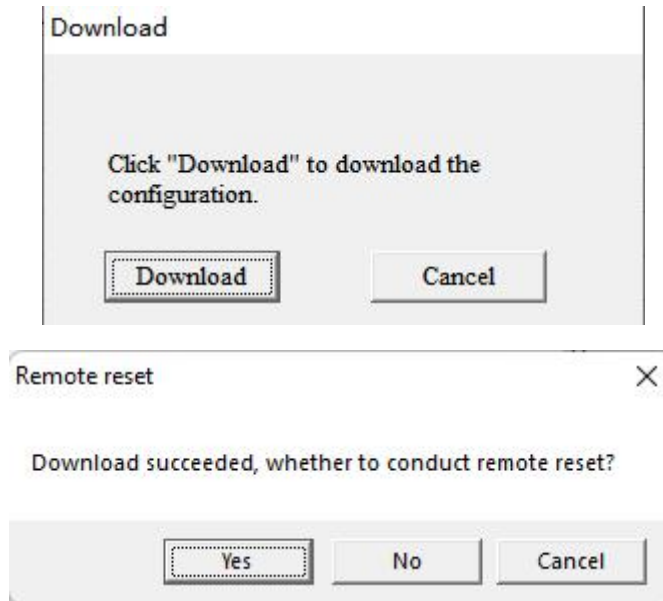 Download
Click "Download" to download the
configuration.
Download
Cancel
Remote reset
Download succeeded, whether to conduct remote reset?
Yes
No
Cancel